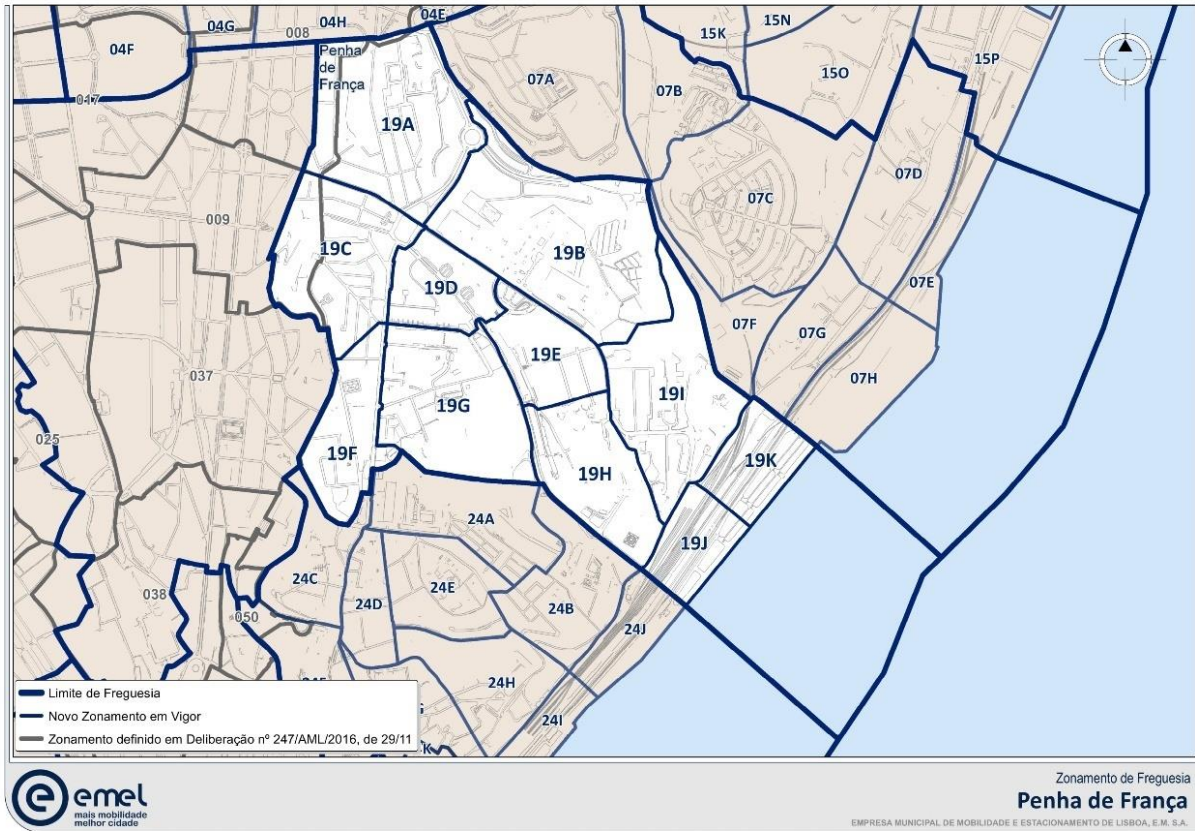 04G
04H
04E
008
04F
15N
15K
15O
15P
Penha
de
França
07A
07B
017
19A
07D
07C
009
19C
19B
19D
07E
07F
07G
19E
07H
037
19I
19G
025
19F
19H
19K
24A
19J
24C
24E
038
24D
24B
050
24J
24H
24I
K
Limite de Freguesia
Novo Zonamento em Vigor
Zonamento definido em Deliberação nº 247/AML/2016, de 29/11
emel
mais mobilidade
melhor cidade
Zonamento de Freguesia
Penha de França
EMPRESA MUNICIPAL DE MOBILIDADE E ESTACIONAMENTO DE LISBOA, E.M. S.A.